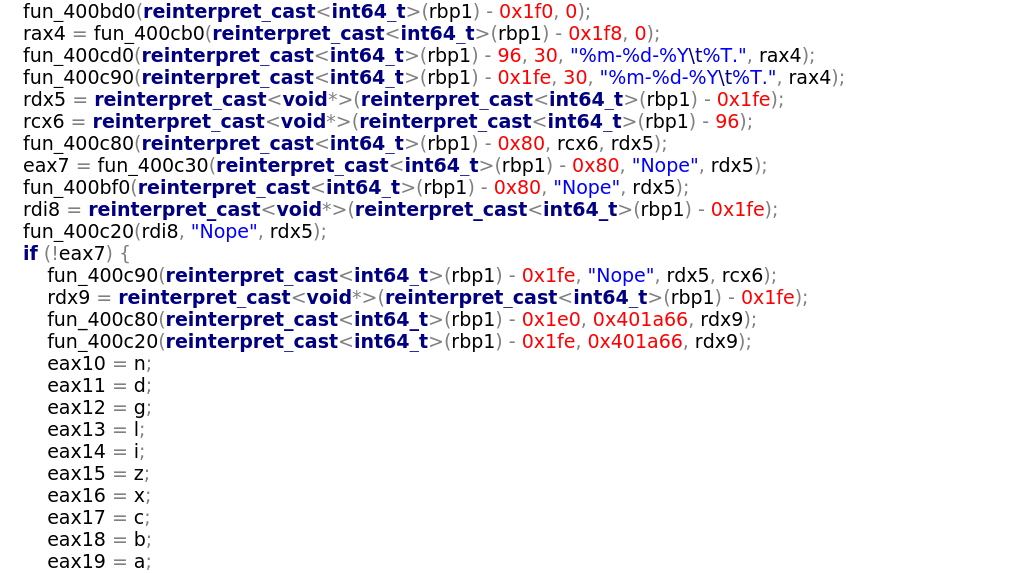 fun_400bd0(reinterpret_cast<int64_t>(rbp1) - 0x1f0, 0);
rax4 = fun_400cb0(reinterpret_cast<int64_t>(rbp1) - 0x1f8, 0);
fun_400cd0(reinterpret_cast<int64_t>(rbp1) - 96, 30, "%m-%d-%Y\t%T.", rax4);
fun_400c90(reinterpret_cast<int64_t>(rbp1) - 0x1fe, 30, "%m-%d-%Y\t%T.", rax4);
rdx5 = reinterpret_cast<void*>(reinterpret_cast<int64_t>(rbp1) - 0x1fe);
rcx6 = reinterpret_cast<void*>(reinterpret_cast<int64_t>(rbp1) - 96);
fun_400c80(reinterpret_cast<int64_t>(rbp1) - 0x80, rcx6, rdx5);
eax7 = fun_400c30(reinterpret_cast<int64_t>(rbp1) - 0x80, "Nope", rdx5);
fun_400bf0(reinterpret_cast<int64_t>(rbp1) - 0x80, "Nope", rdx5);
rdi8 = reinterpret_cast<void*>(reinterpret_cast<int64_t>(rbp1) - 0x1fe);
fun_400c20(rdi8, "Nope", rdx5);
if (!eax7) {
    fun_400c90(reinterpret_cast<int64_t>(rbp1) - 0x1fe, "Nope", rdx5, rcx6);
    rdx9 = reinterpret_cast<void*>(reinterpret_cast<int64_t>(rbp1) - 0x1fe);
    fun_400c80(reinterpret_cast<int64_t>(rbp1) - 0x1e0, 0x401a66, rdx9);
    fun_400c20(reinterpret_cast<int64_t>(rbp1) - 0x1fe, 0x401a66, rdx9);
    eax10 = n;
    eax11 = d;
    eax12 = g;
    eax13 = l;
    eax14 = i;
    eax15 = z;
    eax16 = x;
    eax17 = c;
    eax18 = b;
    eax19 = a;